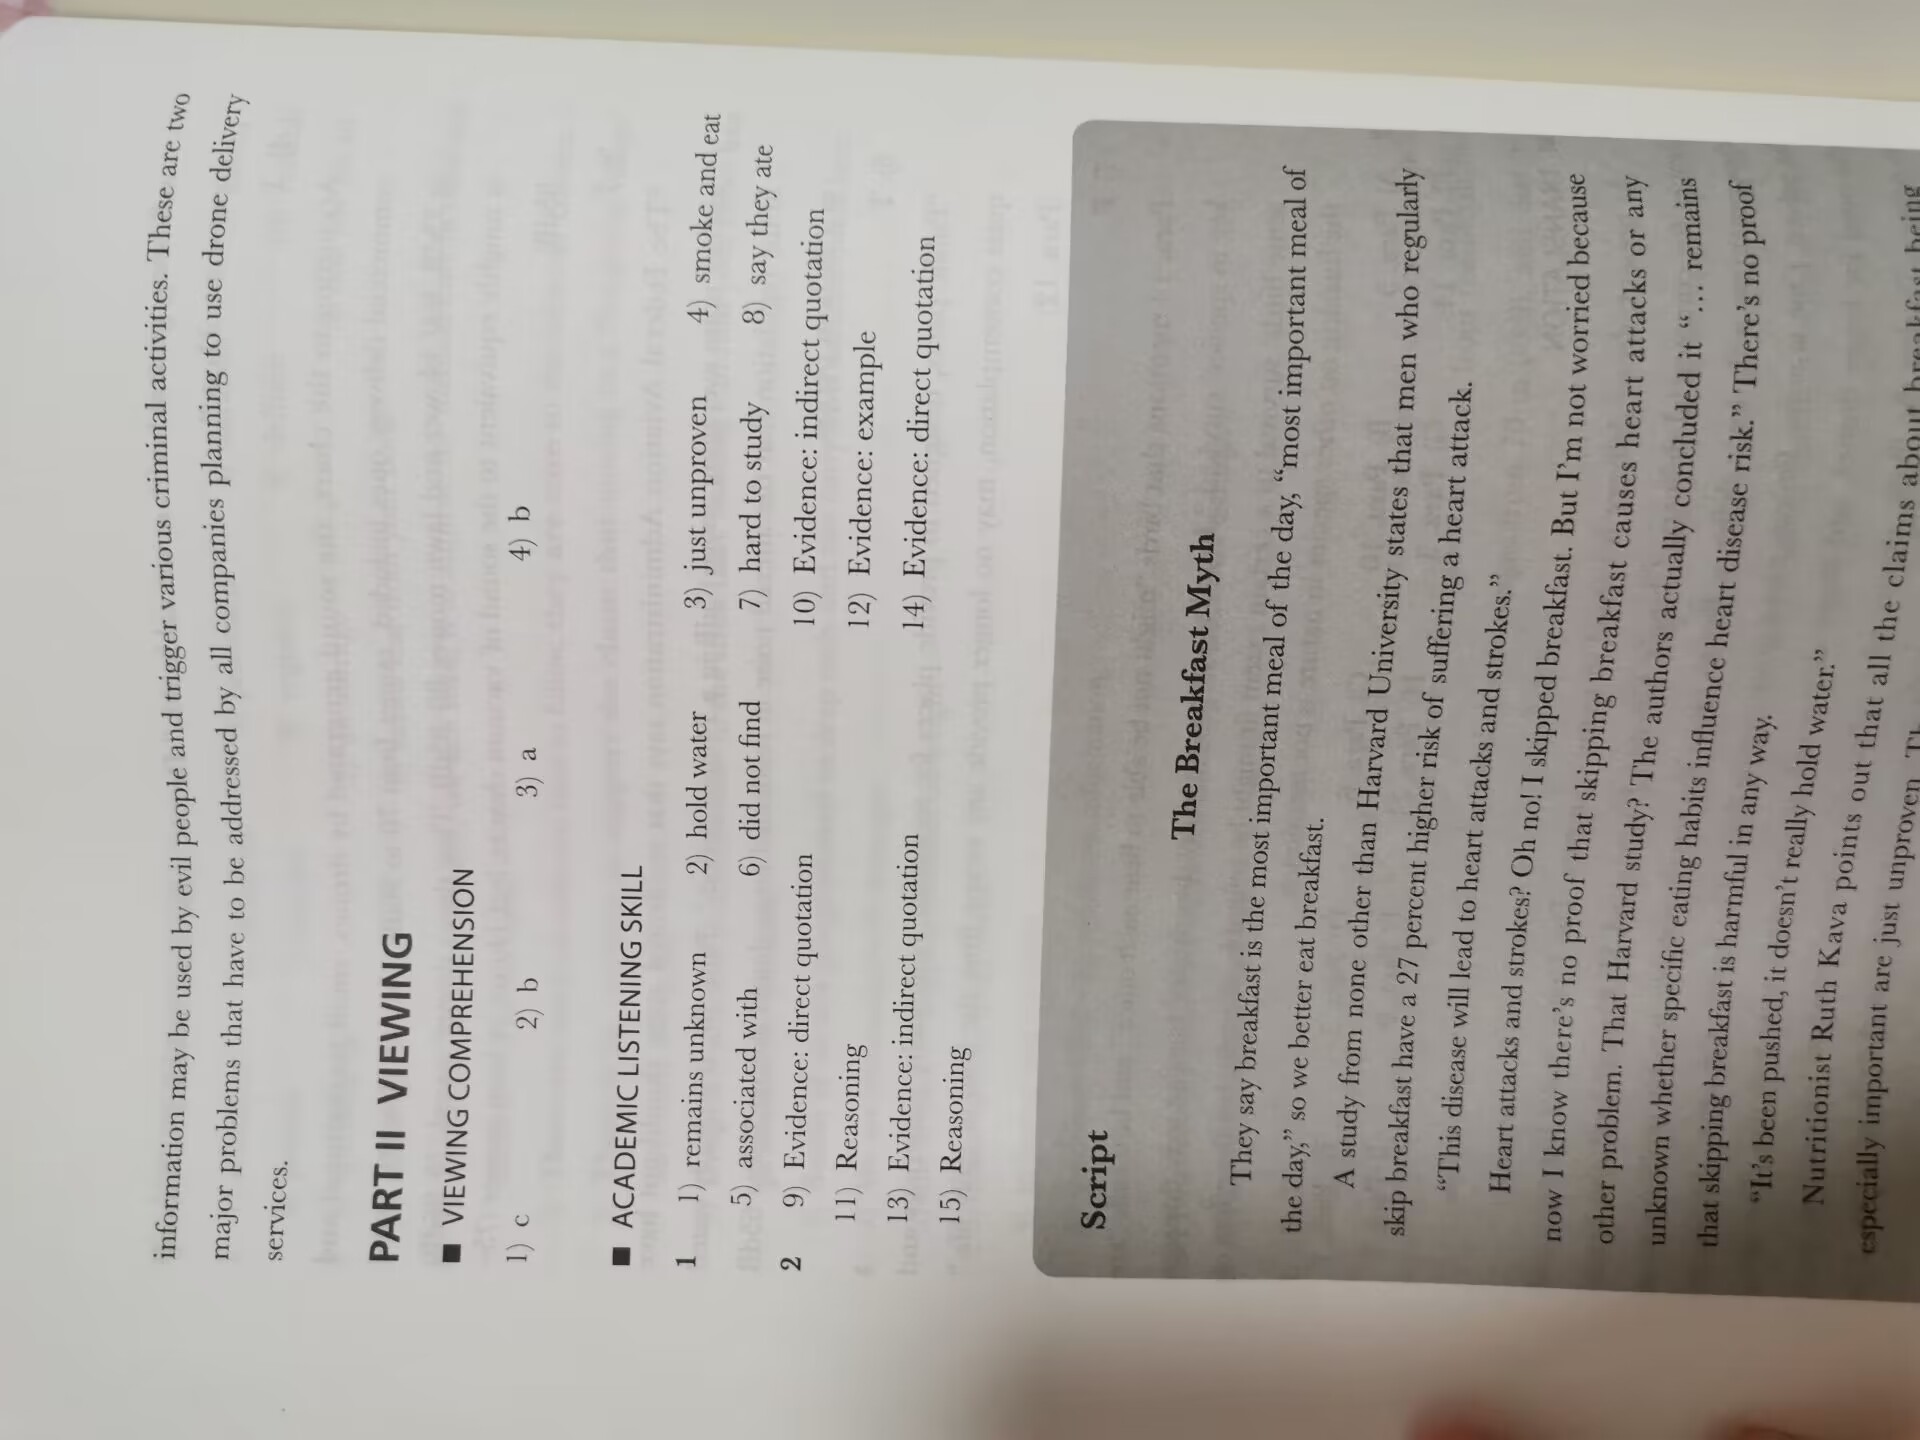 information may be used by evil people and trigger various criminal activities. These are two
major problems that have to be addressed by all companies planning to use drone delivery
services.
PART II VIEWING
■ VIEWING COMPREHENSION
1) c 2) b 3) a 4) b
■ ACADEMIC LISTENING SKILL
1 1) remains unknown 2) hold water 3) just unproven 4) smoke and eat
5) associated with 6) did not find 7) hard to study 8) say they ate
2 9) Evidence: direct quotation 10) Evidence: indirect quotation
11) Reasoning 12) Evidence: example
13) Evidence: indirect quotation 14) Evidence: direct quotation
15) Reasoning
Script
The Breakfast Myth
They say breakfast is the most important meal of the day, “most important meal of
the day,” so we better eat breakfast.
A study from none other than Harvard University states that men who regularly
skip breakfast have a 27 percent higher risk of suffering a heart attack.
“This disease will lead to heart attacks and strokes.”
Heart attacks and strokes? Oh no! I skipped breakfast. But I’m not worried because
now I know there’s no proof that skipping breakfast causes heart attacks or any
other problem. That Harvard study? The authors actually concluded it “… remains
unknown whether specific eating habits influence heart disease risk.” There’s no proof
that skipping breakfast is harmful in any way.
“It’s been pushed, it doesn’t really hold water.”
Nutritionist Ruth Kava points out that all the claims about breakfast being
especially important are just unproven.